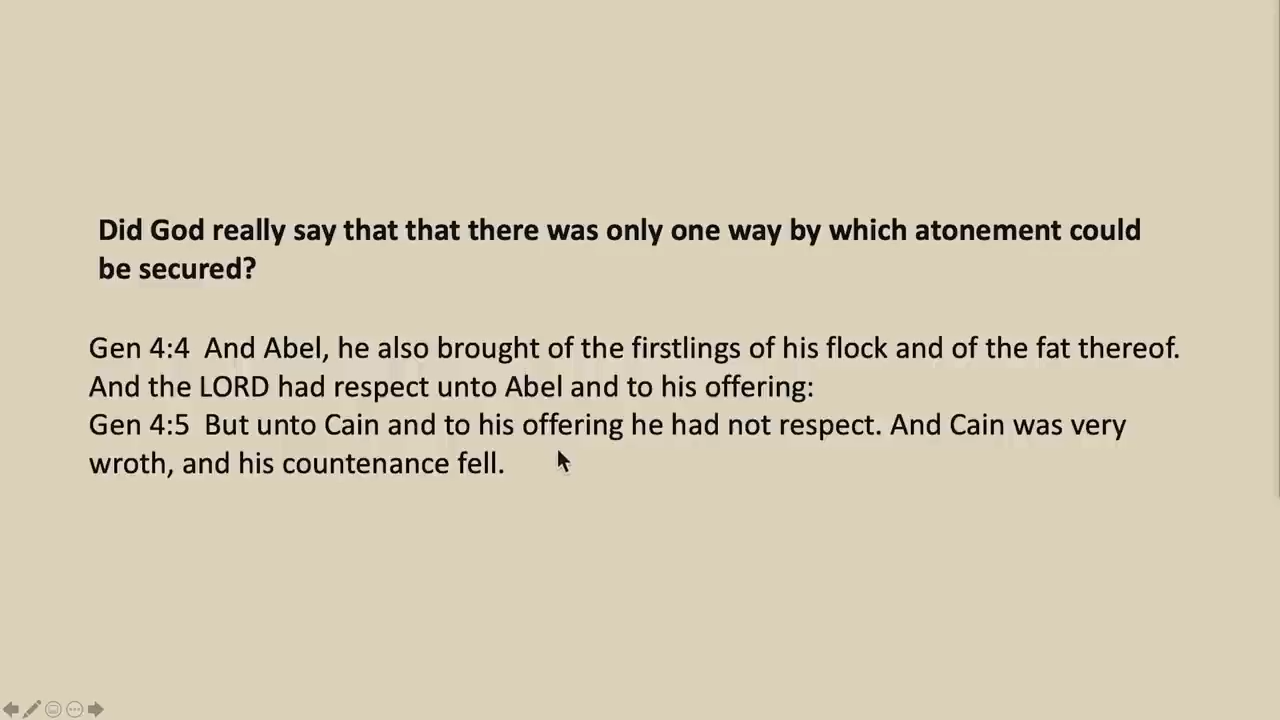 Did God really say that that there was only one way by which atonement could
be secured?
Gen 4:4  And Abel, he also brought of the firstlings of his flock and of the fat thereof.
And the LORD had respect unto Abel and to his offering:
Gen 4:5  But unto Cain and to his offering he had not respect. And Cain was very
wroth, and his countenance fell.